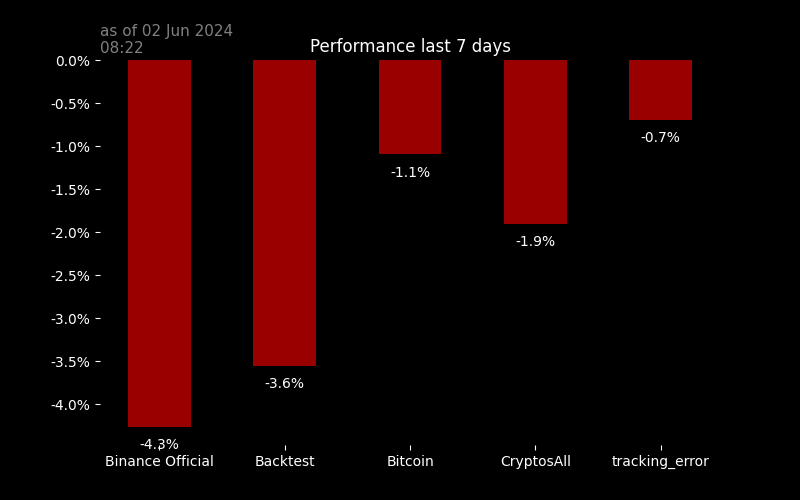 as of 02 Jun 2024
08:22
Performance last 7 days
0.0%
-0.5%
-1.0%
-1.5%
-2.0%
-2.5%
-3.0%
-3.5%
-4.0%
-4.3%
-3.6%
-1.1%
-1.9%
-0.7%
Binance Official
Backtest
Bitcoin
CryptosAll
tracking_error